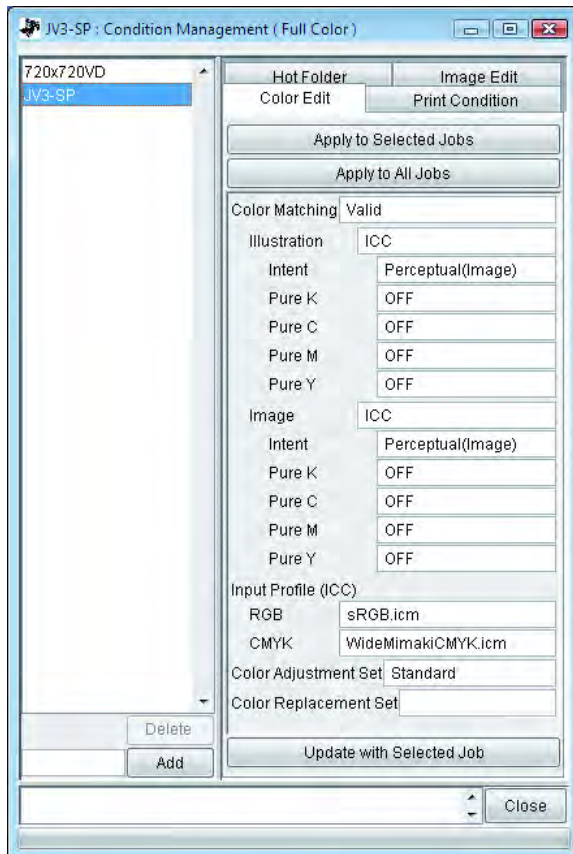 JV3-SP : Condition Management ( Full Color )
720x720VD
JV3-SP
Hot Folder Image Edit
Color Edit Print Condition
Apply to Selected Jobs
Apply to All Jobs
Color Matching Valid
Illustration ICC
Intent Perceptual(Image)
Pure K OFF
Pure C OFF
Pure M OFF
Pure Y OFF
Image ICC
Intent Perceptual(Image)
Pure K OFF
Pure C OFF
Pure M OFF
Pure Y OFF
Input Profile (ICC)
RGB sRGB.icm
CMYK WideMimakiCMYK.icm
Color Adjustment Set Standard
Color Replacement Set
Delete
Add
Update with Selected Job
Close